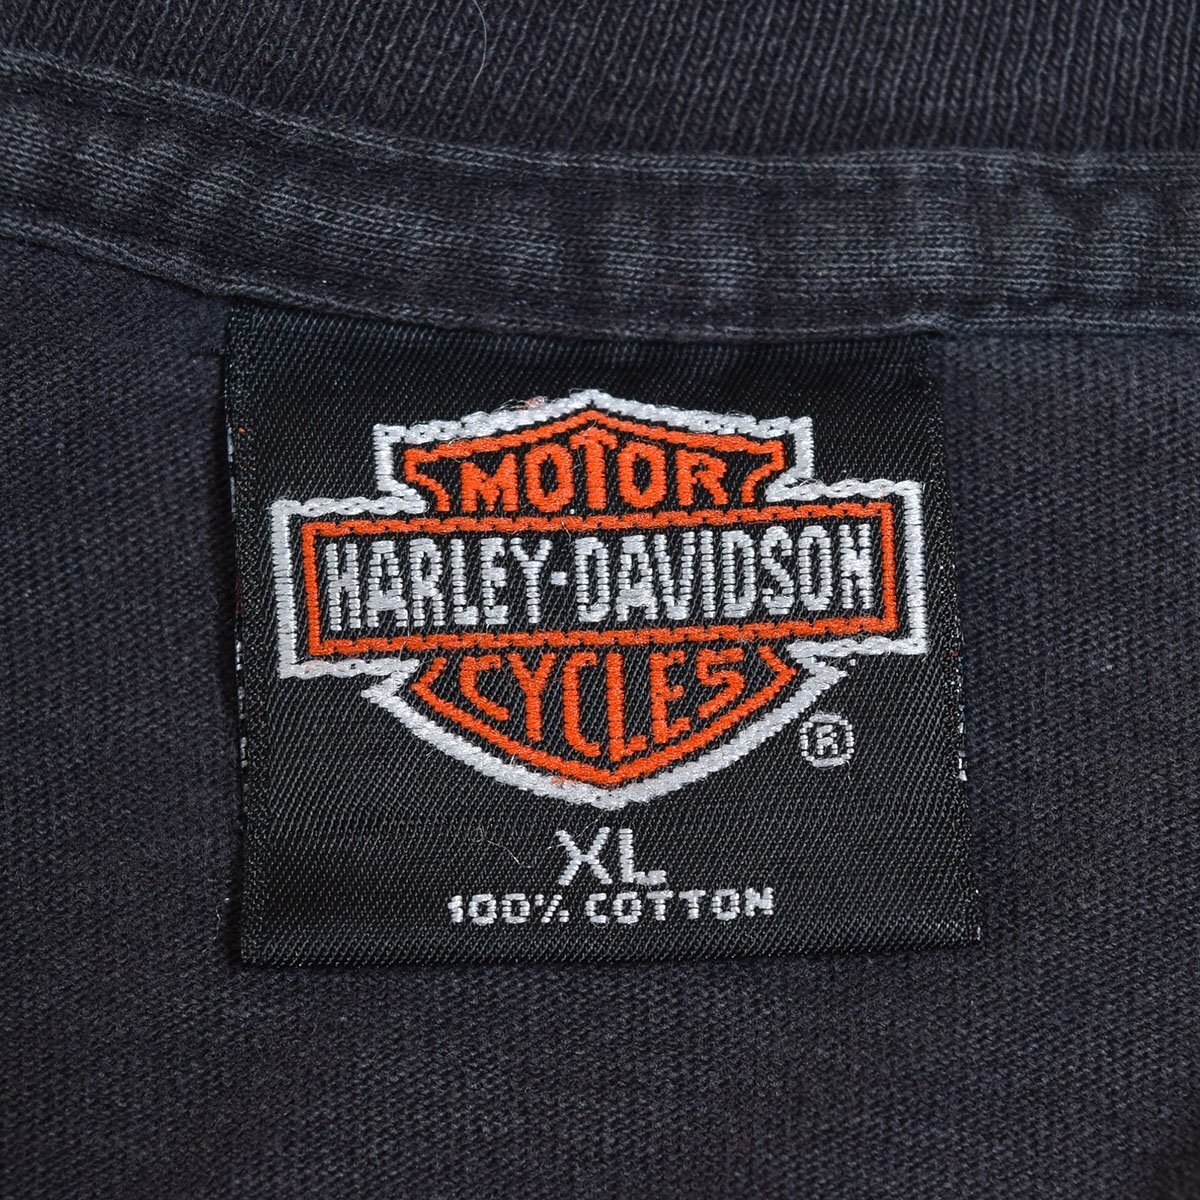 MOTOR
HARLEY-DAVIDSON
CYCLES
®
XL
100% COTTON